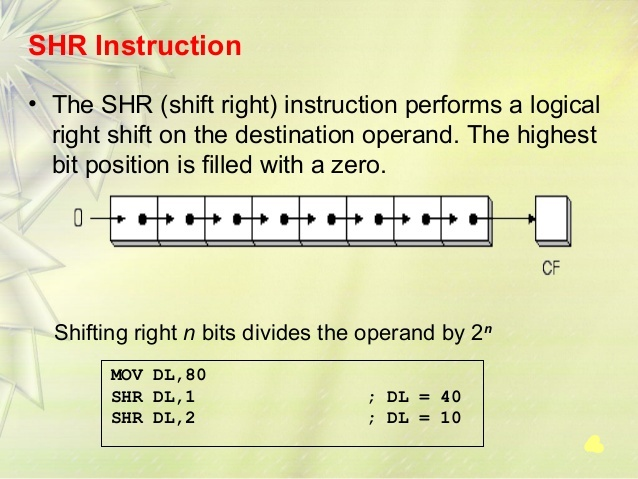 SHR Instruction
• The SHR (shift right) instruction performs a logical
right shift on the destination operand. The highest
bit position is filled with a zero.
0
CF
Shifting right n bits divides the operand by 2ⁿ
MOV DL,80
SHR DL,1 ; DL = 40
SHR DL,2 ; DL = 10